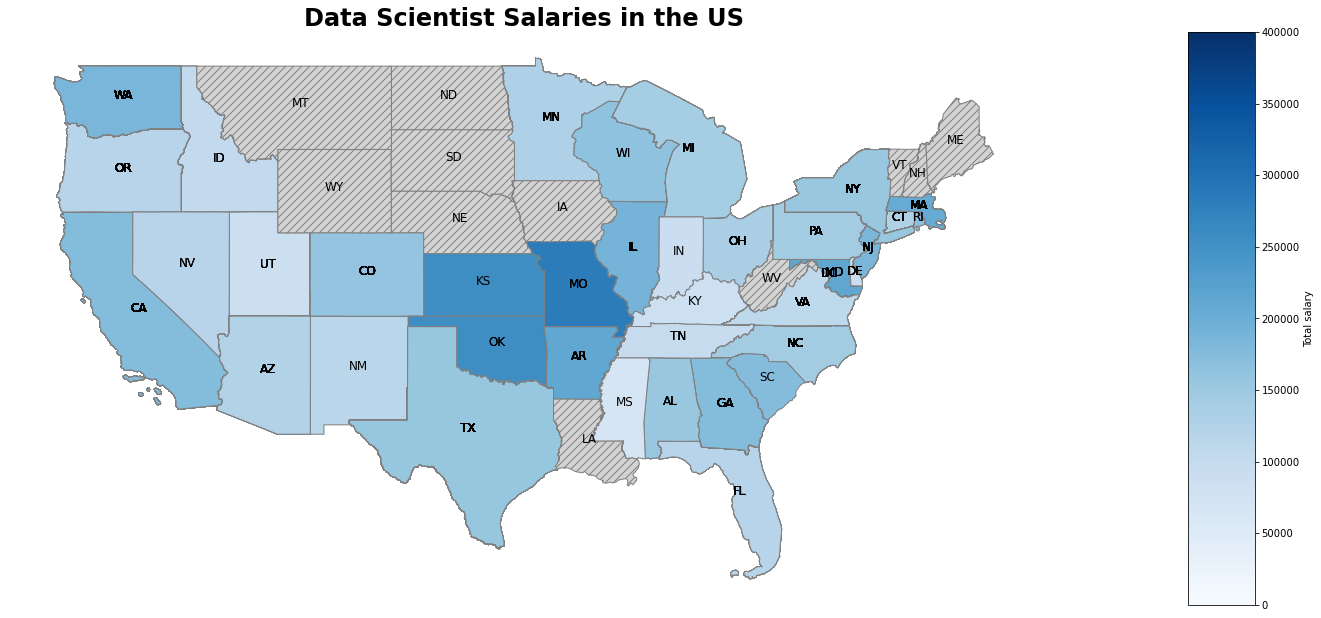 Data Scientist Salaries in the US
WA
MT
ND
MN
ME
OR
ID
SD
WI
MI
VT
NH
WY
NE
IA
NY
MA
CT
RI
NV
UT
CO
KS
MO
IL
IN
OH
PA
NJ
WV
DC
MD
DE
CA
KY
VA
AZ
NM
OK
AR
TN
NC
TX
LA
MS
AL
GA
SC
FL
400000
350000
300000
250000
200000
150000
100000
50000
0
Total salary